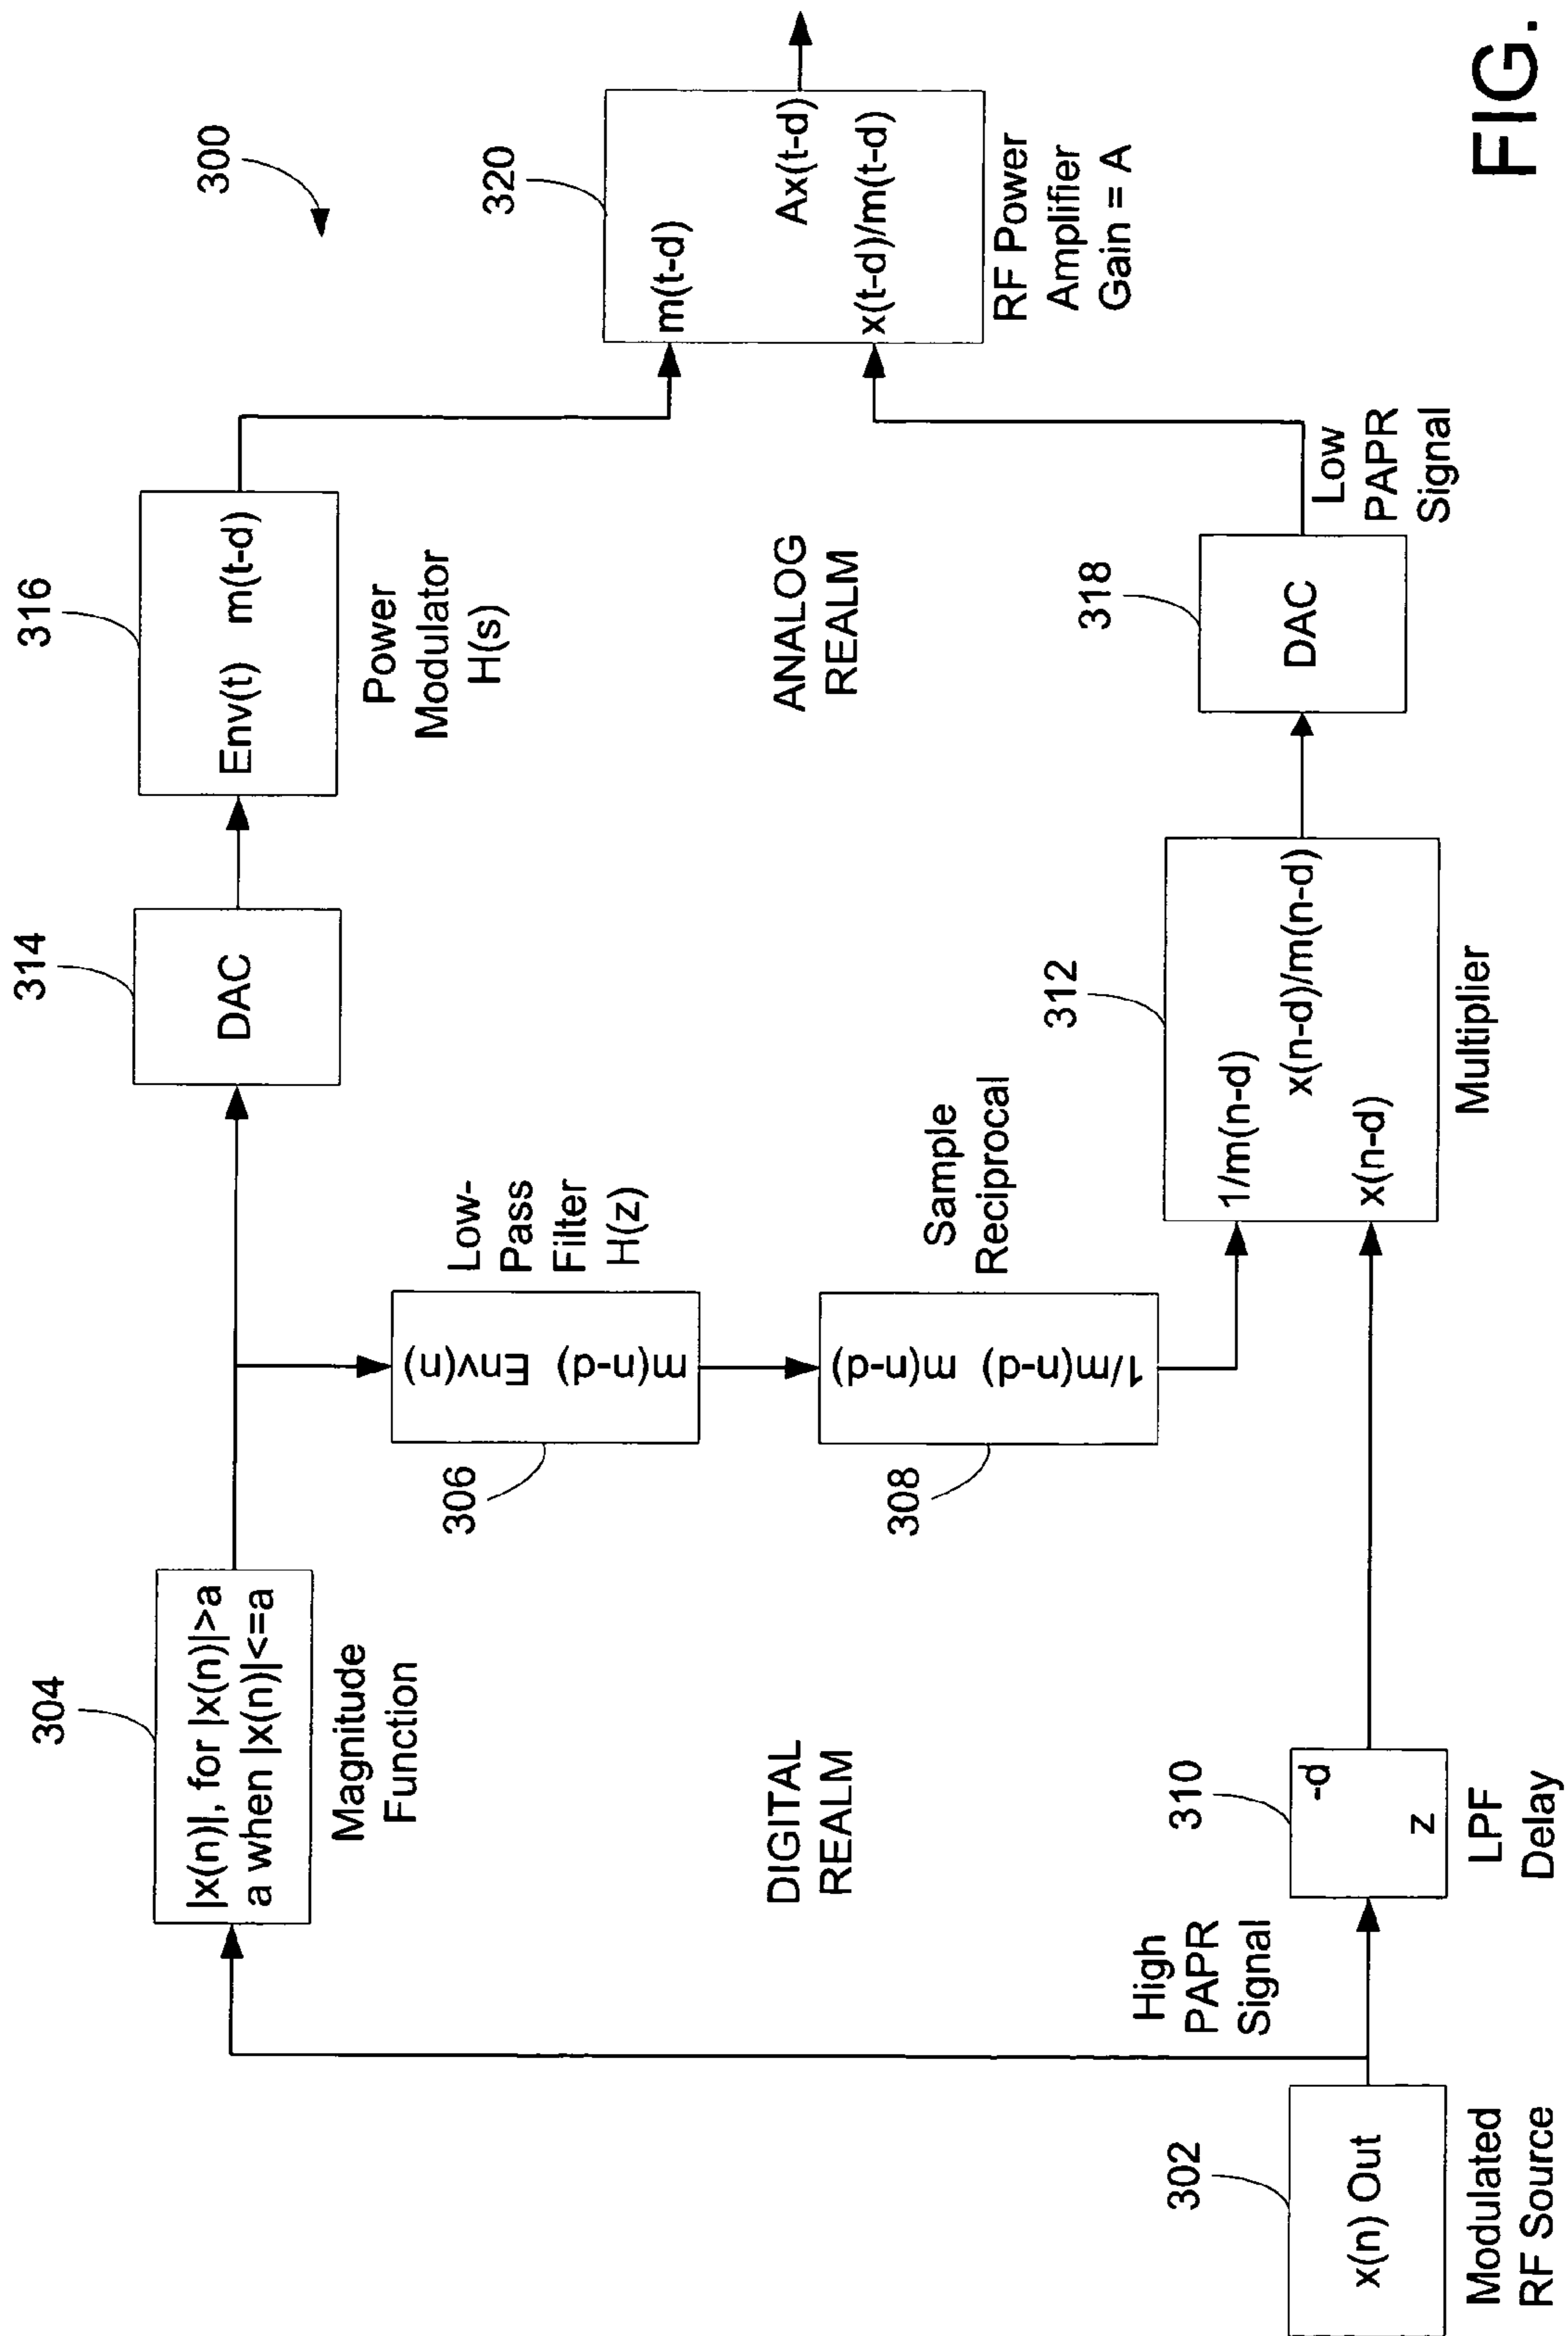 300
304
|x(n)|, for |x(n)|>a
a when |x(n)|<=a
Magnitude
Function
314
DAC
316
Env(t) m(t-d)
Power
Modulator
H(s)
306
Env(n)
m(n-d)
Low-
Pass
Filter
H(z)
308
m(n-d)
1/m(n-d)
Sample
Reciprocal
DIGITAL
REALM
ANALOG
REALM
302
x(n) Out
Modulated
RF Source
High
PAPR
Signal
310
z
-d
LPF
Delay
312
1/m(n-d)
x(n-d)/m(n-d)
x(n-d)
Multiplier
318
DAC
Low
PAPR
Signal
320
m(t-d)
Ax(t-d)
x(t-d)/m(t-d)
RF Power
Amplifier
Gain = A
FIG.